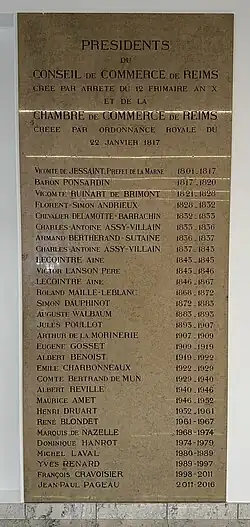 PRESIDENTS
DU
CONSEIL DE COMMERCE DE REIMS
CREE PAR ARRETE DU 12 FRIMAIRE AN X
ET DE LA
CHAMBRE DE COMMERCE DE REIMS
CREEE PAR ORDONNANCE ROYALE DU
22 JANVIER 1817
VICOMTE DE JESSAINT, PREFET DE LA MARNE 1801-1817
BARON PONSARDIN 1817-1820
VICOMTE RUINART DE BRIMONT 1821-1828
FLORENT-SIMON ANDRIEUX 1828-1832
CHEVALIER DELAMOTTE-BARRACHIN 1832-1833
CHARLES-ANTOINE ASSY-VILLAIN 1833-1836
ARMAND BERTHERAND-SUTAINE 1836-1837
CHARLES-ANTOINE ASSY-VILLAIN 1837-1843
LECOINTRE AINE 1843-1845
VICTOR LANSON PERE 1845-1846
LECOINTRE AINE 1846-1867
ROLAND MAILLE-LEBLANC 1868-1872
SIMON DAUPHINOT 1872-1883
AUGUSTE WALBAUM 1883-1893
JULES POULLOT 1893-1907
ARTHUR DE LA MORINERIE 1907-1909
EUGENE GOSSET 1909-1919
ALBERT BENOIST 1919-1922
EMILE CHARBONNEAUX 1922-1929
COMTE BERTRAND DE MUN 1929-1940
ALBERT REVILLE 1940-1946
MAURICE AMET 1946-1952
HENRI DRUART 1952-1961
RENE BLONDET 1961-1967
MARQUIS DE NAZELLE 1968-1974
DOMINIQUE HANROT 1974-1979
MICHEL LAVAL 1980-1989
YVES RENARD 1989-1997
FRANÇOIS CRAVOISIER 1998-2011
JEAN-PAUL PAGEAU 2011-2016